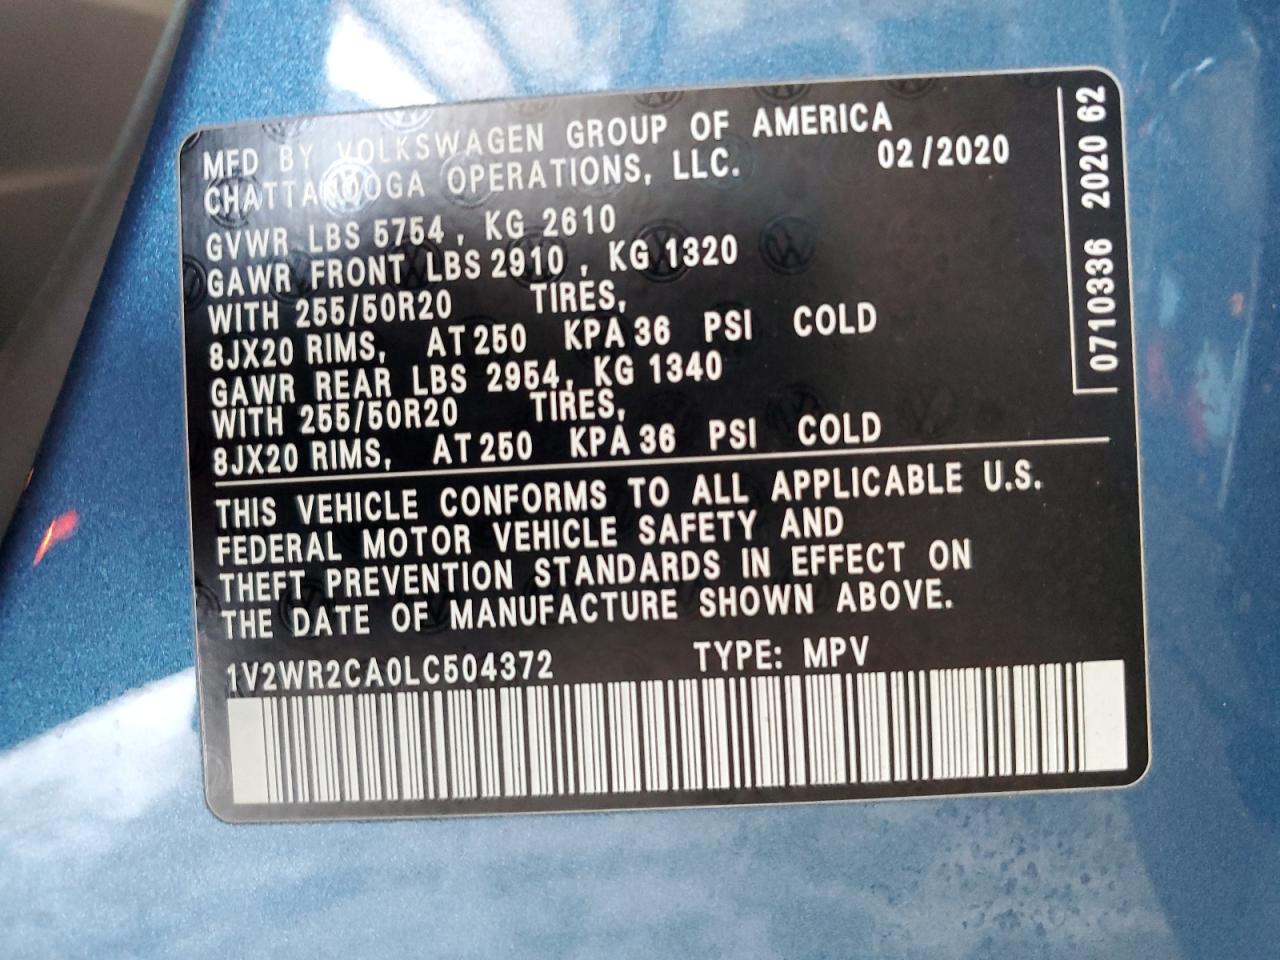 MFD BY VOLKSWAGEN GROUP OF AMERICA
CHATTANOOGA OPERATIONS, LLC. 02/2020
GVWR LBS 5754, KG 2610
GAWR FRONT LBS 2910, KG 1320
WITH 255/50R20 TIRES,
8JX20 RIMS, AT 250 KPA 36 PSI COLD
GAWR REAR LBS 2954, KG 1340
WITH 255/50R20 TIRES,
8JX20 RIMS, AT 250 KPA 36 PSI COLD
0710336 2020 62
THIS VEHICLE CONFORMS TO ALL APPLICABLE U.S.
FEDERAL MOTOR VEHICLE SAFETY AND
THEFT PREVENTION STANDARDS IN EFFECT ON
THE DATE OF MANUFACTURE SHOWN ABOVE.
1V2WR2CA0LC504372 TYPE: MPV